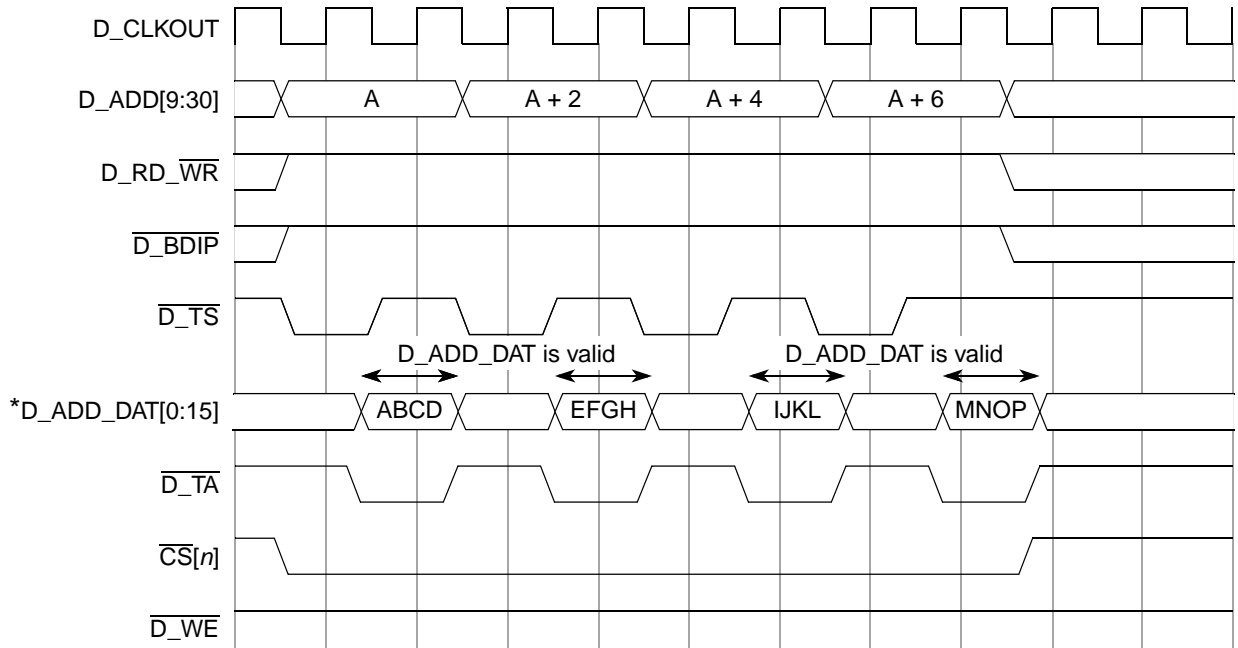 D_CLKOUT
D_ADD[9:30]
A
A + 2
A + 4
A + 6
D_RD_WR
D_BDIP
D_TS
D_ADD_DAT is valid
D_ADD_DAT is valid
*D_ADD_DAT[0:15]
ABCD
EFGH
IJKL
MNOP
D_TA
CS[n]
D_WE